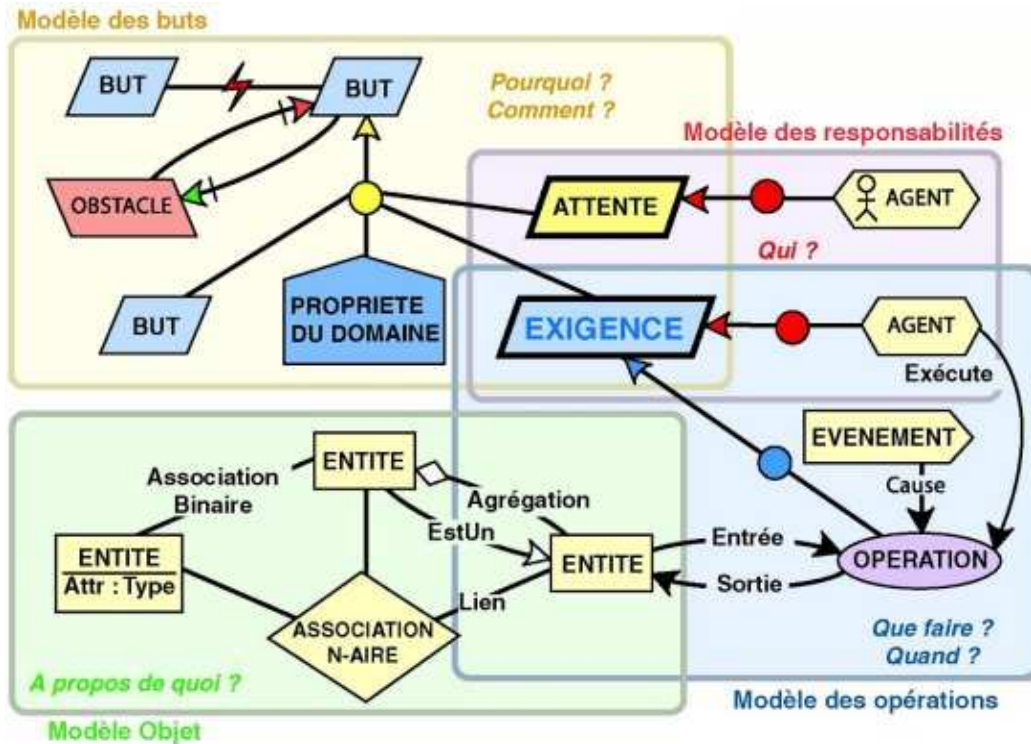 Modèle des buts
BUT
BUT
Pourquoi ?
Comment ?
Modèle des responsabilités
OBSTACLE
ATTENTE
AGENT
Qui ?
BUT
PROPRIETE
DU DOMAINE
EXIGENCE
AGENT
Exécute
EVENEMENT
Cause
Association
Binaire
ENTITE
Agrégation
EstUn
ENTITE
Attr : Type
ENTITE
Entrée
OPERATION
Sortie
Lien
ASSOCIATION
N-AIRE
Que faire ?
Quand ?
A propos de quoi ?
Modèle des opérations
Modèle Objet